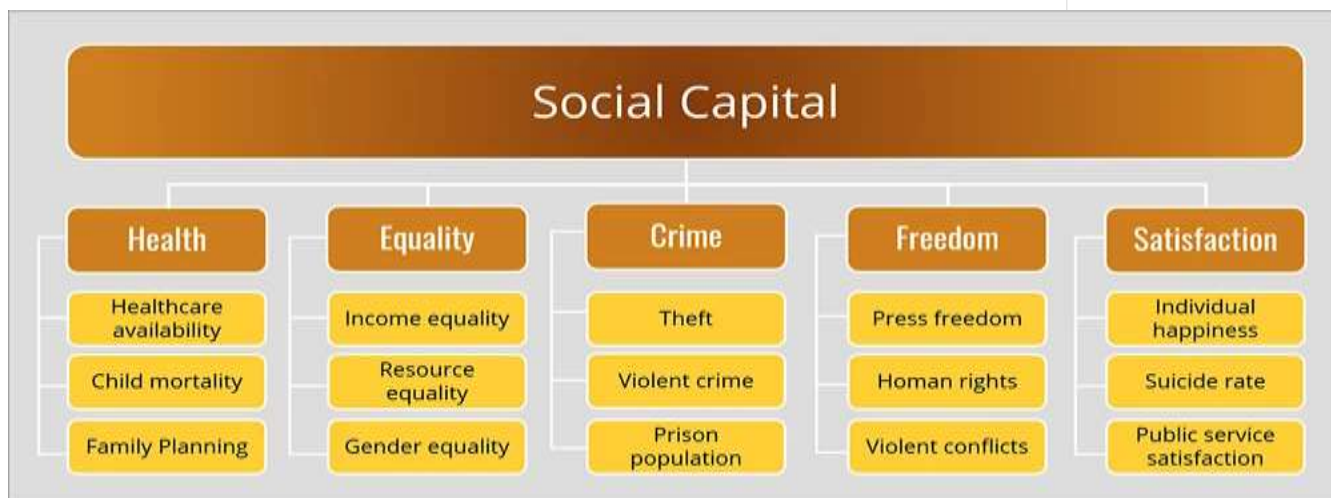 Social Capital
Health
Healthcare
availability
Child mortality
Family Planning
Equality
Income equality
Resource
equality
Gender equality
Crime
Theft
Violent crime
Prison
population
Freedom
Press freedom
Homan rights
Violent conflicts
Satisfaction
Individual
happiness
Suicide rate
Public service
satisfaction